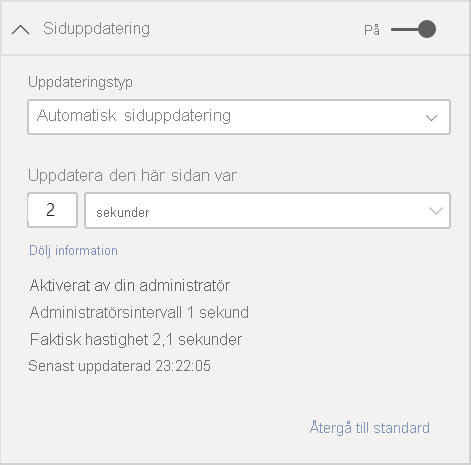 Siduppdatering
På
Uppdateringstyp
Automatisk siduppdatering
Uppdatera den här sidan var
2 sekunder
Dölj information
Aktiverat av din administratör
Administratörsintervall 1 sekund
Faktisk hastighet 2,1 sekunder
Senast uppdaterad 23:22:05
Återgå till standard